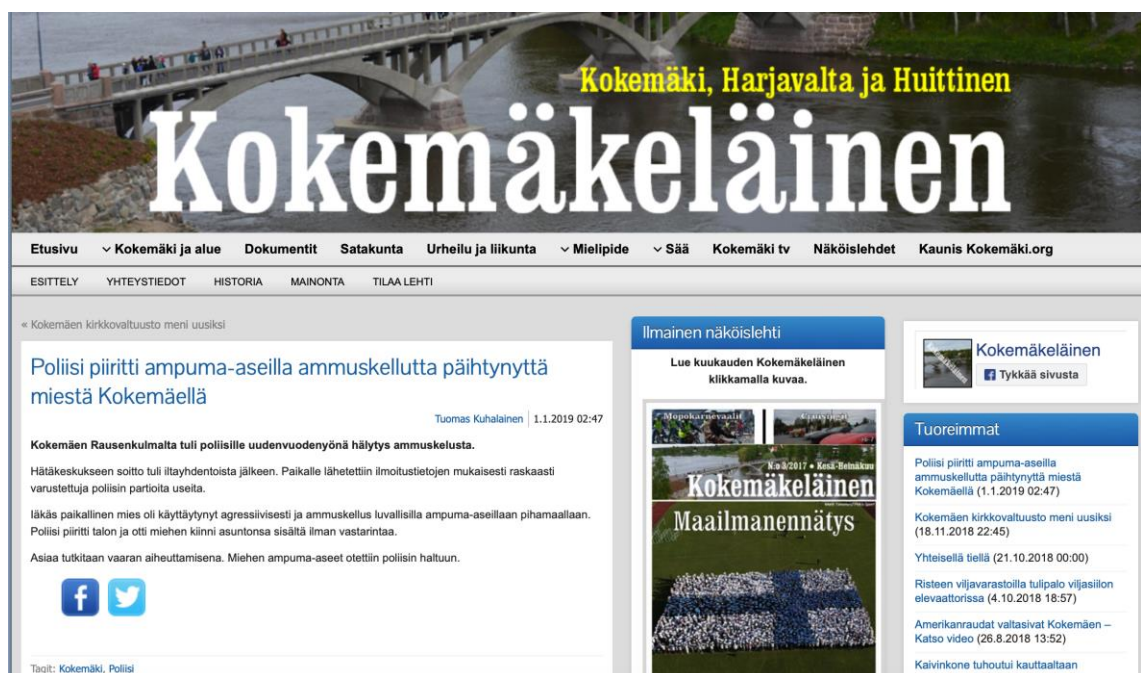 Kokemäki, Harjavalta ja Huittinen
Kokemäkeläinen
Etusivu Kokemäki ja alue Dokumentit Satakunta Urheilu ja liikunta Mielipide Sää Kokemäki tv Näköislehdet Kaunis Kokemäki.org
ESITTELY YHTEYSTIEDOT HISTORIA MAINONTA TILAA LEHTI
« Kokemäen kirkkovaltuusto meni uusiksi
Poliisi piiritti ampuma-aseilla ammuskellutta päihtynyttä
miestä Kokemäellä
Tuomas Kuhalainen 1.1.2019 02:47
Kokemäen Rausenkulmalta tuli poliisille uudenvuodenyönä hälytys ammuskelusta.
Hätäkeskukseen soitto tuli iltayhdentoista jälkeen. Paikalle lähetettiin ilmoitustietojen mukaisesti raskaasti
varustettuja poliisin partioita useita.
Iäkäs paikallinen mies oli käyttäytynyt agressiivisesti ja ammuskellus luvallisilla ampuma-aseillaan pihamaallaan.
Poliisi piiritti talon ja otti miehen kiinni asuntonsa sisältä ilman vastarintaa.
Asiaa tutkitaan vaaran aiheuttamisena. Miehen ampuma-aseet otettiin poliisin haltuun.
Tagit: Kokemäki, Poliisi
Ilmainen näköislehti
Lue kuukauden Kokemäkeläinen
klikkamalla kuvaa.
Mopokarnevaalit
N:o 3/2017 • Kesä-Heinäkuu
Kokemäkeläinen
Maailmanennätys
Kokemäkeläinen
Tykkää sivusta
Tuoreimmat
Poliisi piiritti ampuma-aseilla
ammuskellutta päihtynyttä miestä
Kokemäellä (1.1.2019 02:47)
Kokemäen kirkkovaltuusto meni uusiksi
(18.11.2018 22:45)
Yhteisellä tiellä (21.10.2018 00:00)
Risteen viljavarastoilla tulipalo viljasiilon
elevaattorissa (4.10.2018 18:57)
Amerikanraudat valtasivat Kokemäen –
Katso video (26.8.2018 13:52)
Kaivinkone tuhoutui kauttaaltaan